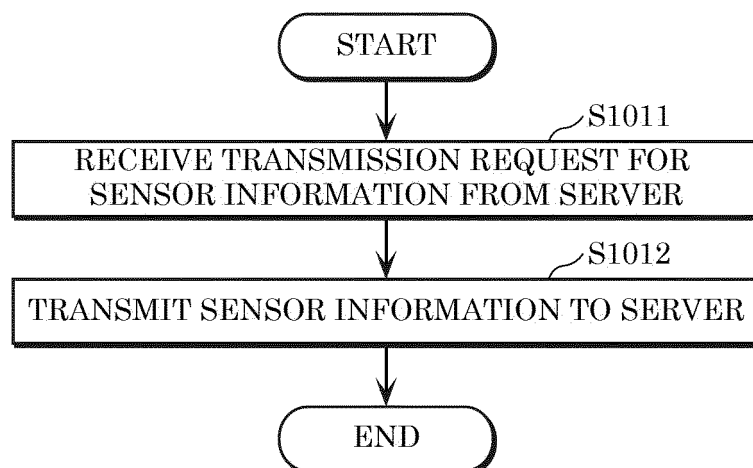 START
S1011
RECEIVE TRANSMISSION REQUEST FOR
SENSOR INFORMATION FROM SERVER
S1012
TRANSMIT SENSOR INFORMATION TO SERVER
END